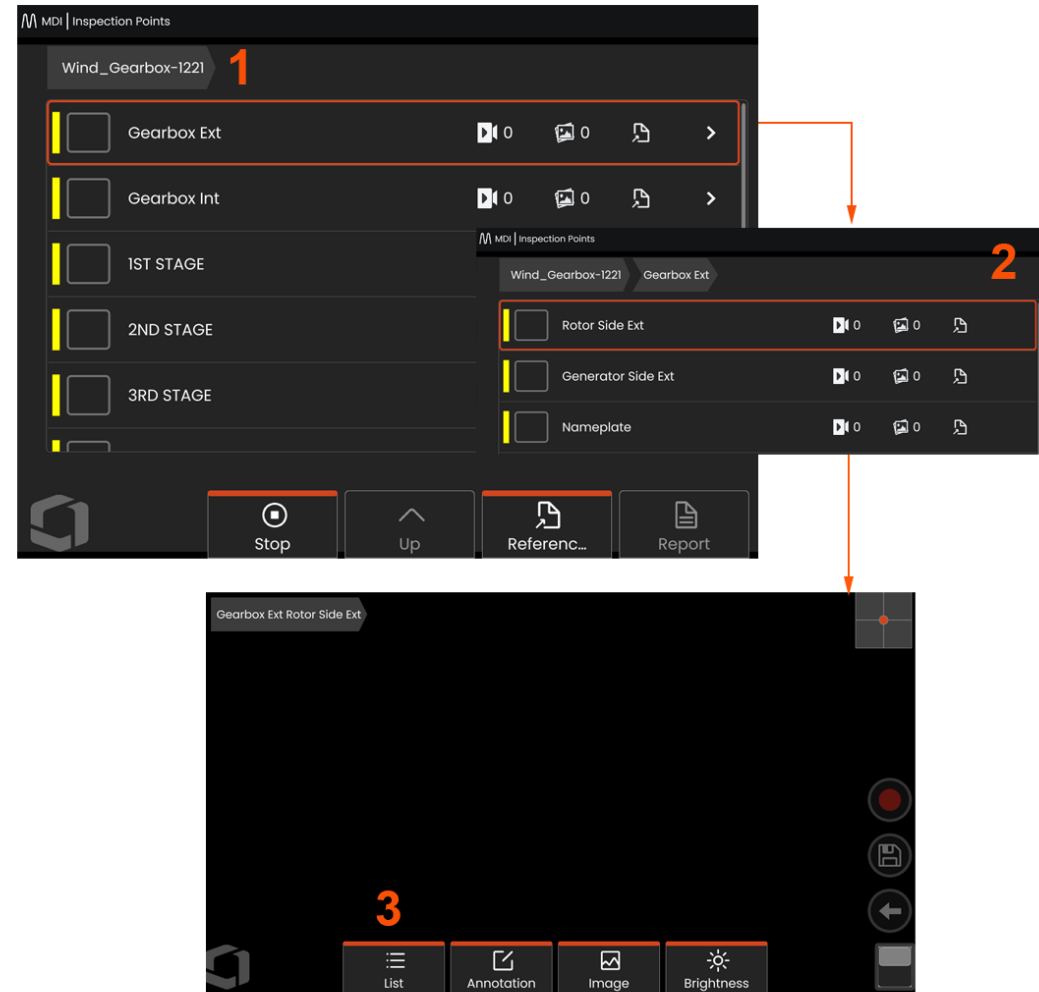 MDI | Inspection Points
Wind_Gearbox-1221
1
Gearbox Ext 0 0
Gearbox Int 0 0
1ST STAGE
2ND STAGE
3RD STAGE
Stop
Up
Referenc...
Report
MDI | Inspection Points
2
Wind_Gearbox-1221 Gearbox Ext
Rotor Side Ext 0 0
Generator Side Ext 0 0
Nameplate 0 0
Gearbox Ext Rotor Side Ext
3
List
Annotation
Image
Brightness